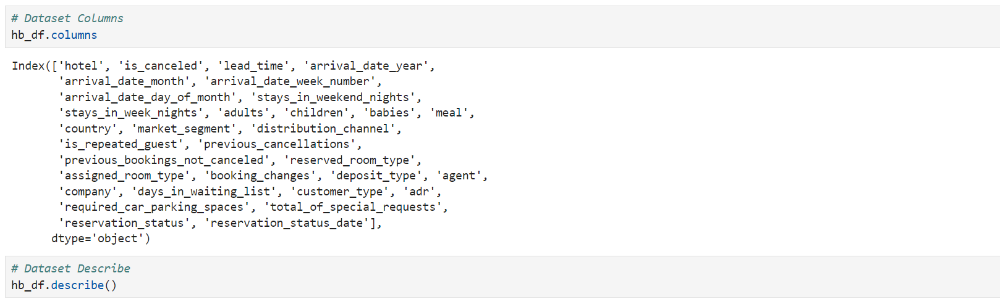 # Dataset Columns
hb_df.columns
Index(['hotel', 'is_canceled', 'lead_time', 'arrival_date_year',
'arrival_date_month', 'arrival_date_week_number',
'arrival_date_day_of_month', 'stays_in_weekend_nights',
'stays_in_week_nights', 'adults', 'children', 'babies', 'meal',
'country', 'market_segment', 'distribution_channel',
'is_repeated_guest', 'previous_cancellations',
'previous_bookings_not_canceled', 'reserved_room_type',
'assigned_room_type', 'booking_changes', 'deposit_type', 'agent',
'company', 'days_in_waiting_list', 'customer_type', 'adr',
'required_car_parking_spaces', 'total_of_special_requests',
'reservation_status', 'reservation_status_date'],
dtype='object')
# Dataset Describe
hb_df.describe()